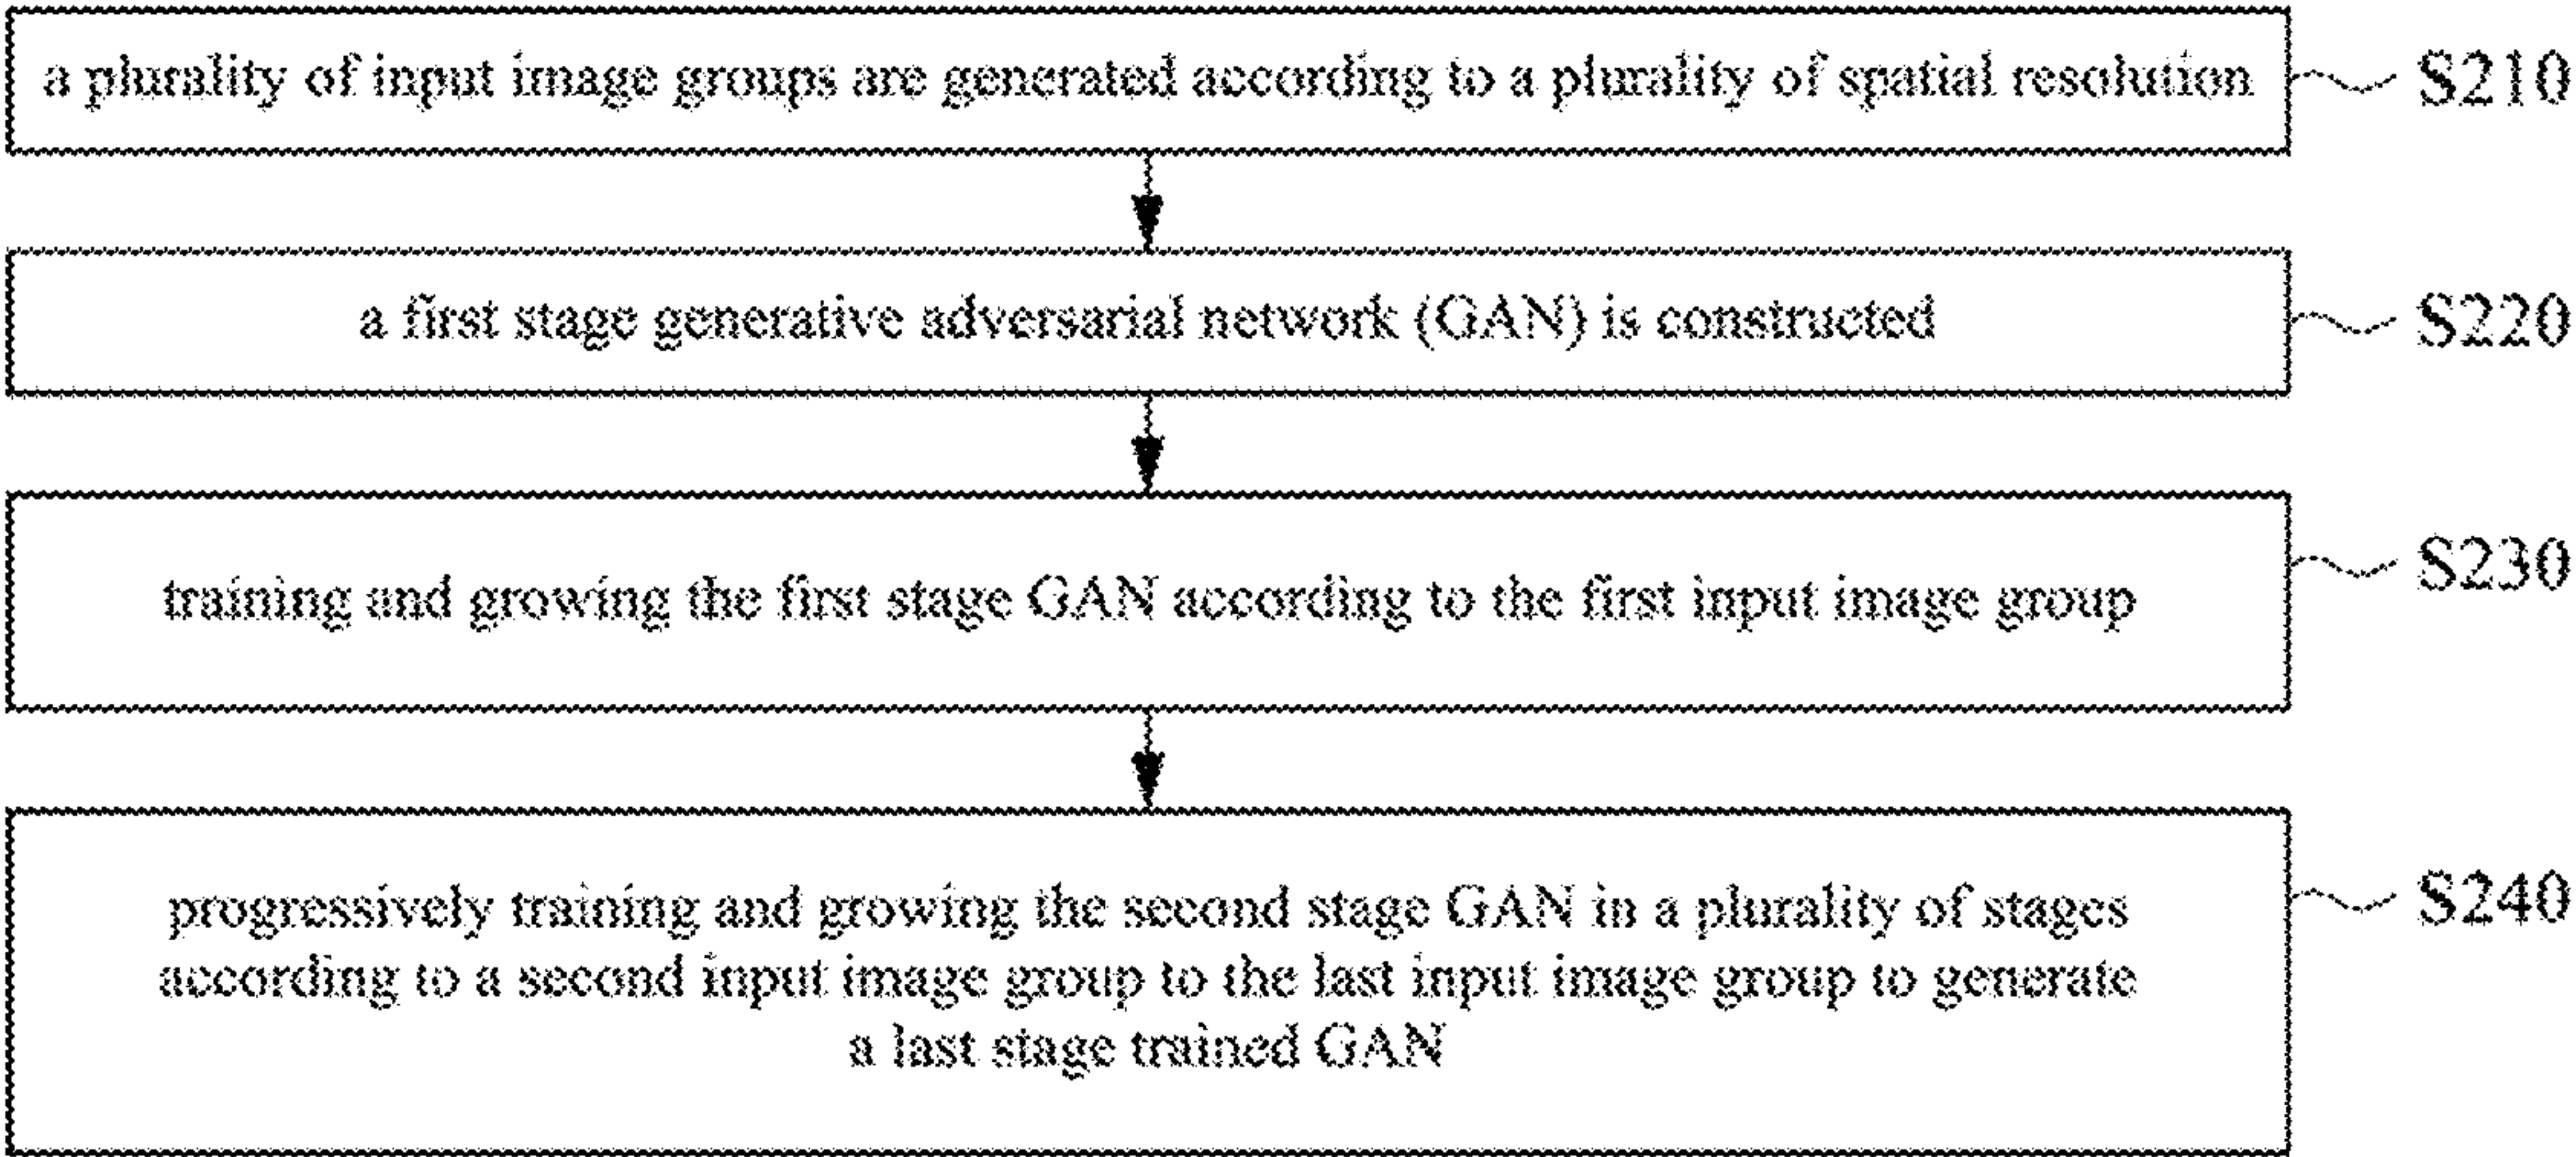 a plurality of input image groups are generated according to a plurality of spatial resolution
S210
a first stage generative adversarial network (GAN) is constructed
S220
training and growing the first stage GAN according to the first input image group
S230
progressively training and growing the second stage GAN in a plurality of stages
according to a second input image group to the last input image group to generate
a last stage trained GAN
S240